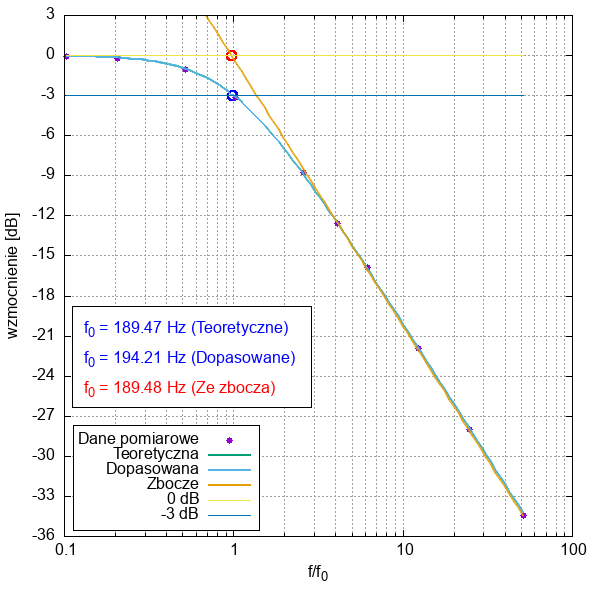 3
0
-3
-6
-9
-12
-15
-18
-21
-24
-27
-30
-33
-36
wzmocnienie [dB]
f0 = 189.47 Hz (Teoretyczne)
f0 = 194.21 Hz (Dopasowane)
f0 = 189.48 Hz (Ze zbocza)
Dane pomiarowe
Teoretyczna
Dopasowana
Zbocze
0 dB
-3 dB
0.1 1 10 100
f/f0